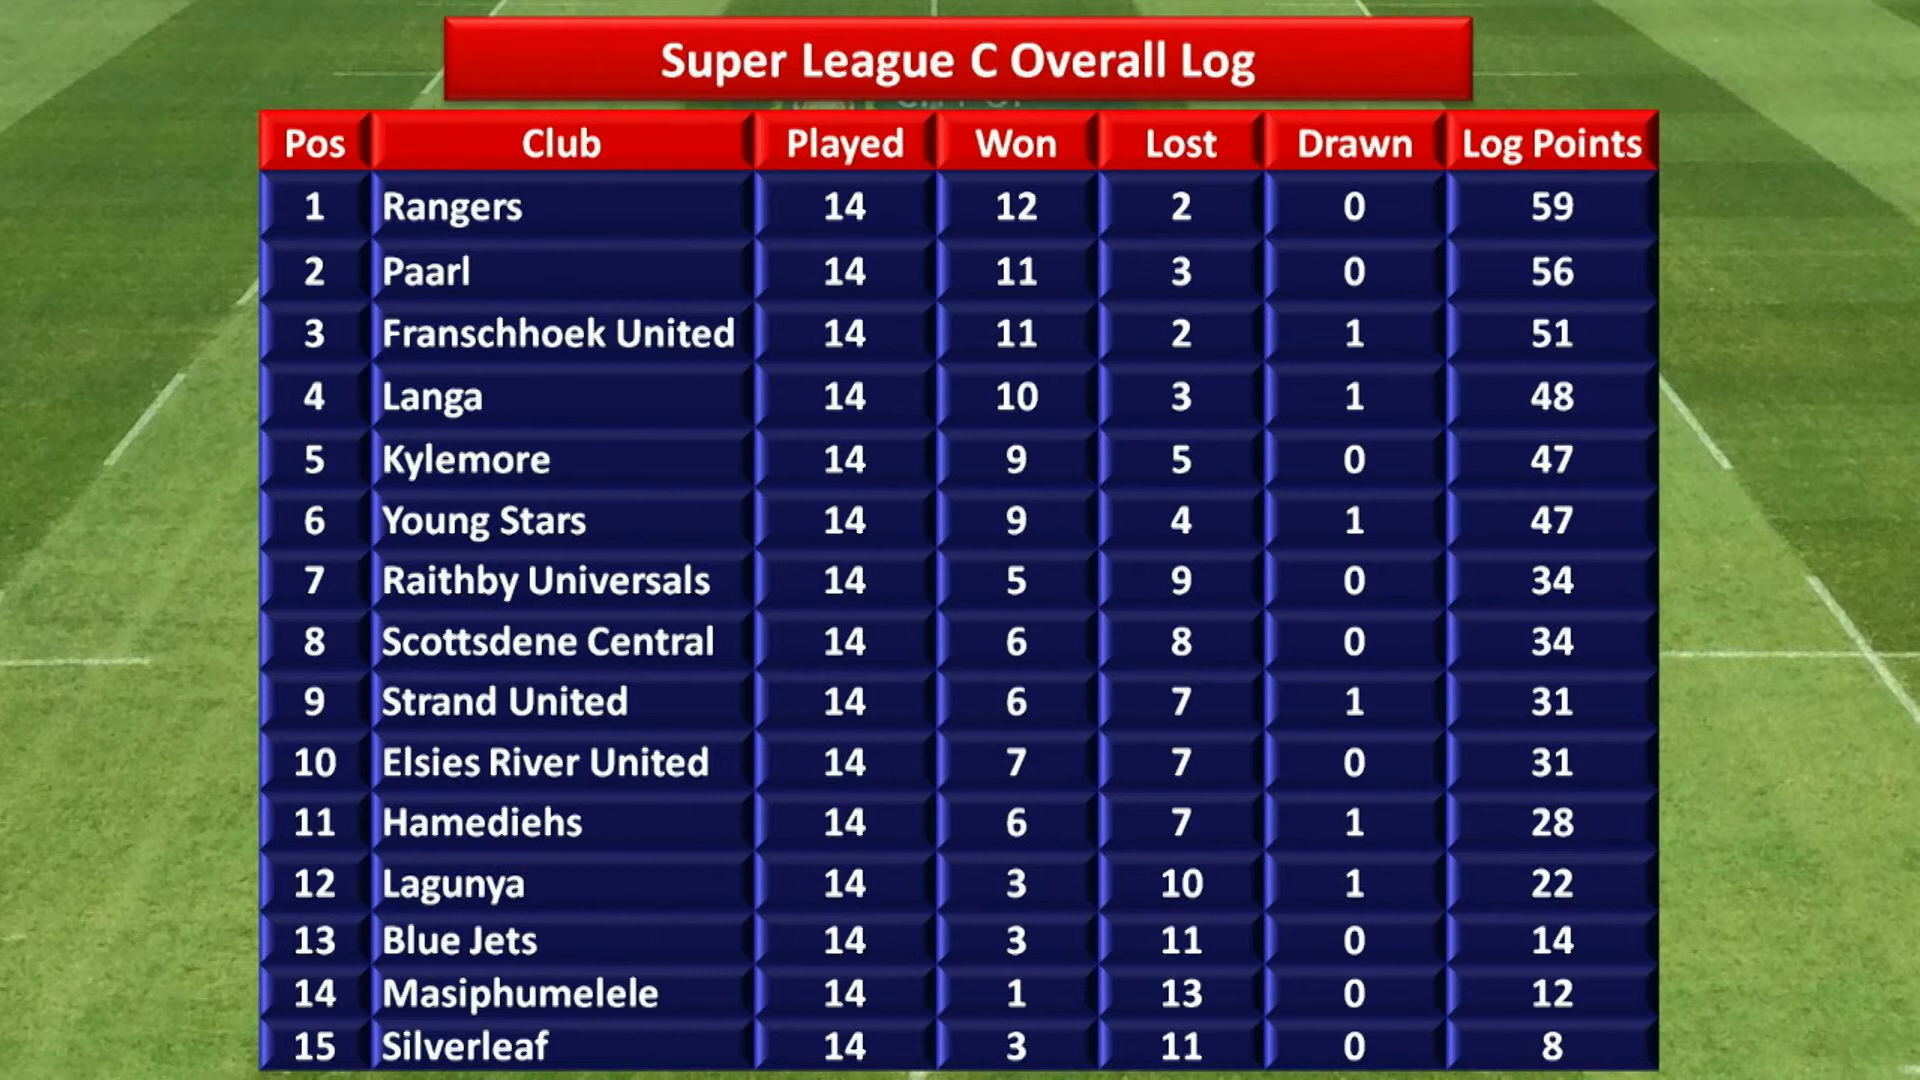 Super League C Overall Log
Pos Club Played Won Lost Drawn Log Points
1 Rangers 14 12 2 0 59
2 Paarl 14 11 3 0 56
3 Franschhoek United 14 11 2 1 51
4 Langa 14 10 3 1 48
5 Kylemore 14 9 5 0 47
6 Young Stars 14 9 4 1 47
7 Raithby Universals 14 5 9 0 34
8 Scottsdene Central 14 6 8 0 34
9 Strand United 14 6 7 1 31
10 Elsies River United 14 7 7 0 31
11 Hamediehs 14 6 7 1 28
12 Lagunya 14 3 10 1 22
13 Blue Jets 14 3 11 0 14
14 Masiphumelele 14 1 13 0 12
15 Silverleaf 14 3 11 0 8